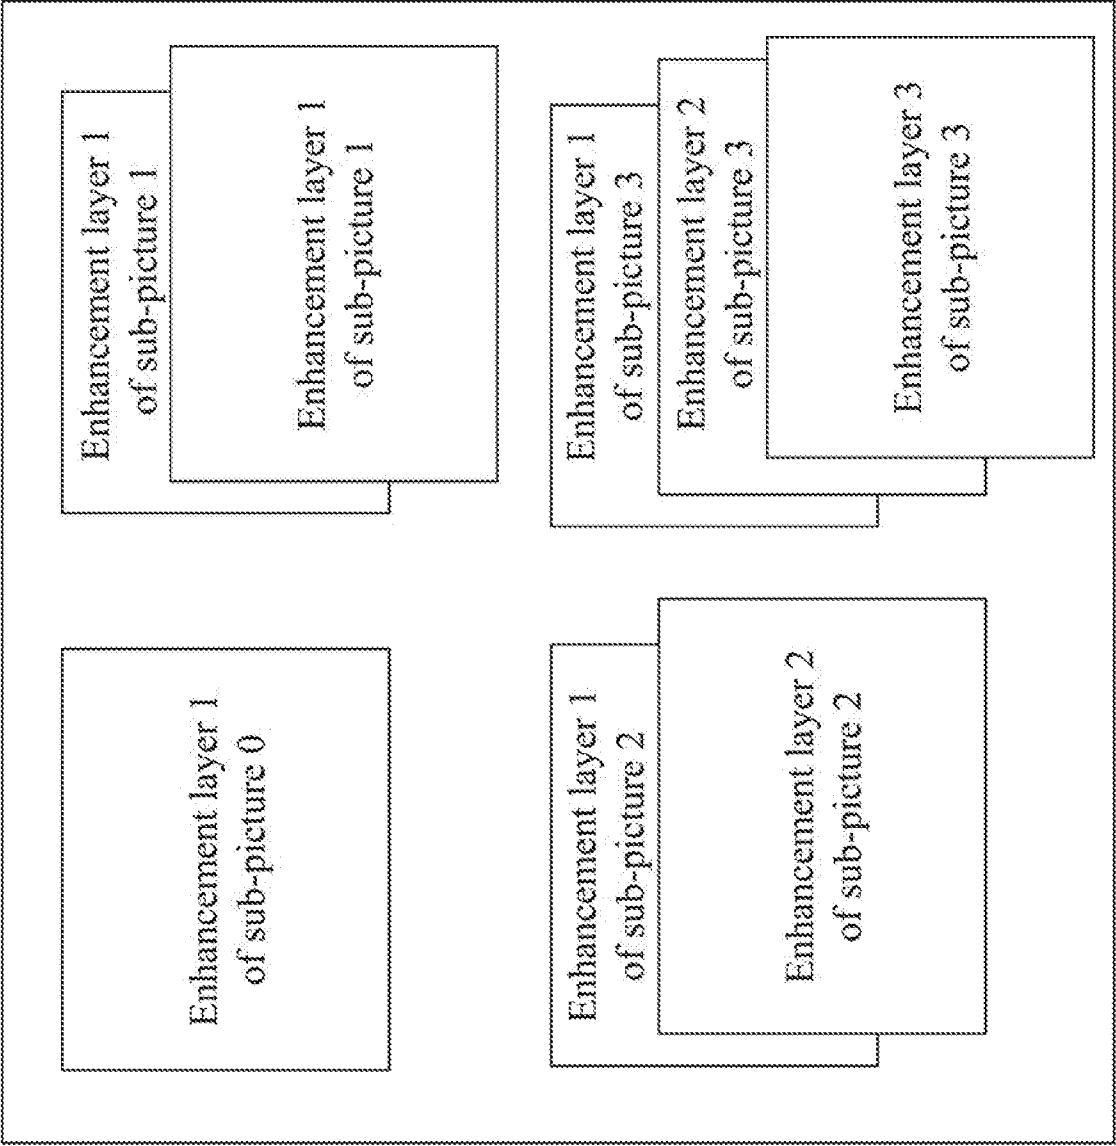 Enhancement layer 1
of sub-picture 0
Enhancement layer 1
of sub-picture 1
Enhancement layer 1
of sub-picture 1
Enhancement layer 1
of sub-picture 2
Enhancement layer 2
of sub-picture 2
Enhancement layer 1
of sub-picture 3
Enhancement layer 2
of sub-picture 3
Enhancement layer 3
of sub-picture 3